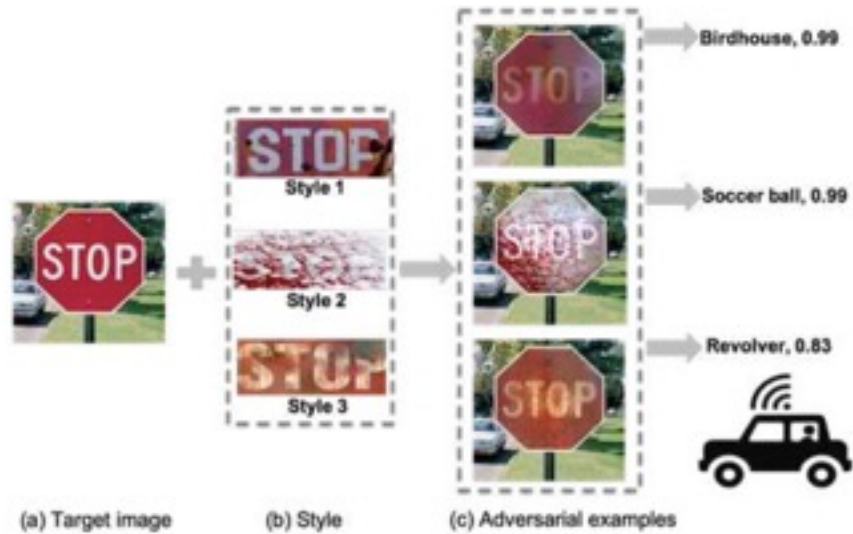 STOP
STOP
Style 1
Style 2
STOP
Style 3
STOP
Birdhouse, 0.99
STOP
Soccer ball, 0.99
STOP
Revolver, 0.83
(a) Target image
(b) Style
(c) Adversarial examples